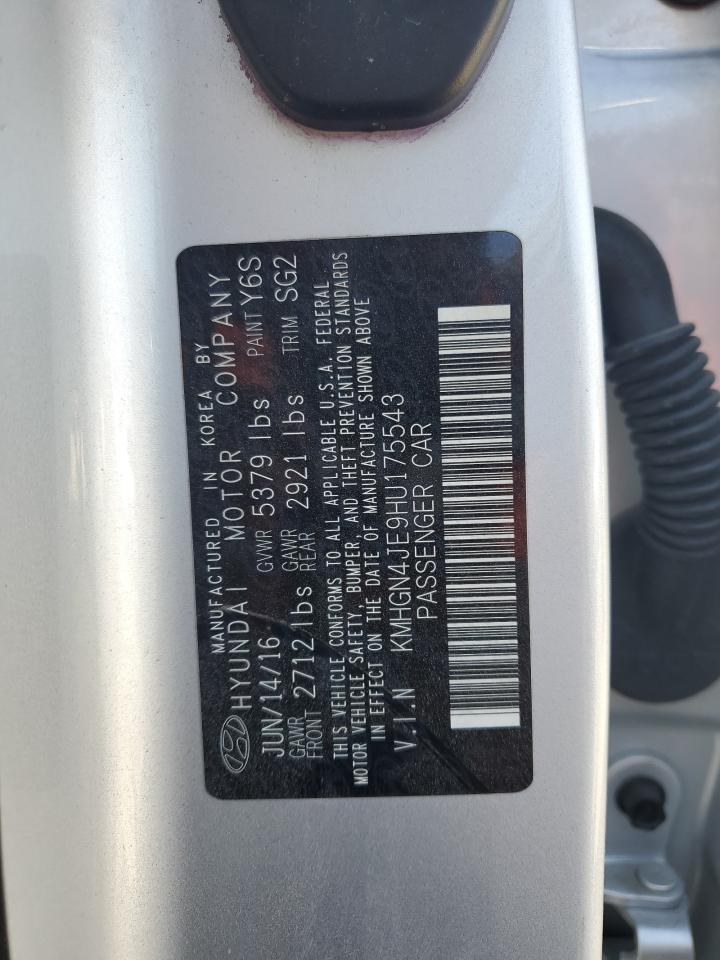 MANUFACTURED IN KOREA BY
HYUNDAI MOTOR COMPANY
JUN/14/16 GVWR 5379 lbs PAINT Y6S
GAWR FRONT 2712 lbs GAWR REAR 2921 lbs TRIM SG2
THIS VEHICLE CONFORMS TO ALL APPLICABLE U.S.A. FEDERAL
MOTOR VEHICLE SAFETY, BUMPER, AND THEFT PREVENTION STANDARDS
IN EFFECT ON THE DATE OF MANUFACTURE SHOWN ABOVE
V.I.N KMHGN4JE9HU175543
PASSENGER CAR